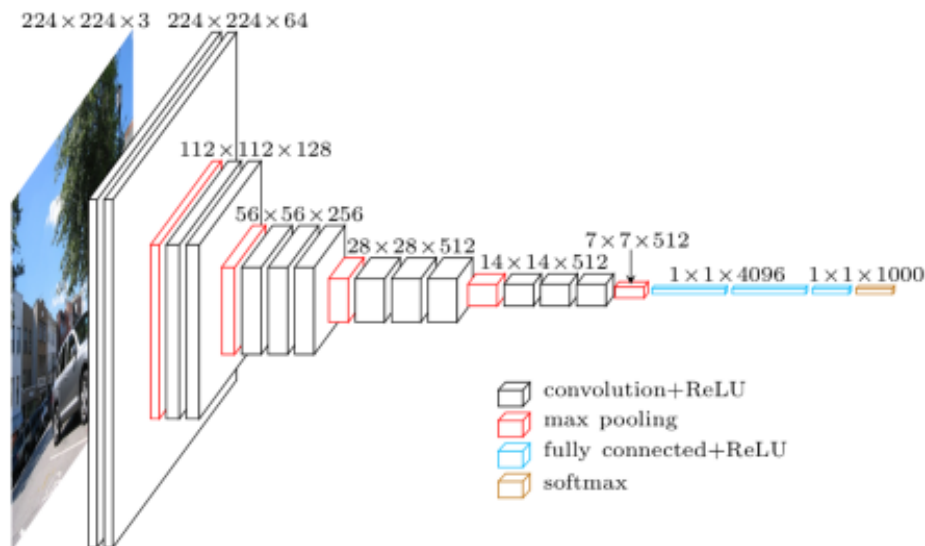 224×224×3
224×224×64
112×112×128
56×56×256
28×28×512
14×14×512
7×7×512
1×1×4096
1×1×1000
convolution+ReLU
max pooling
fully connected+ReLU
softmax